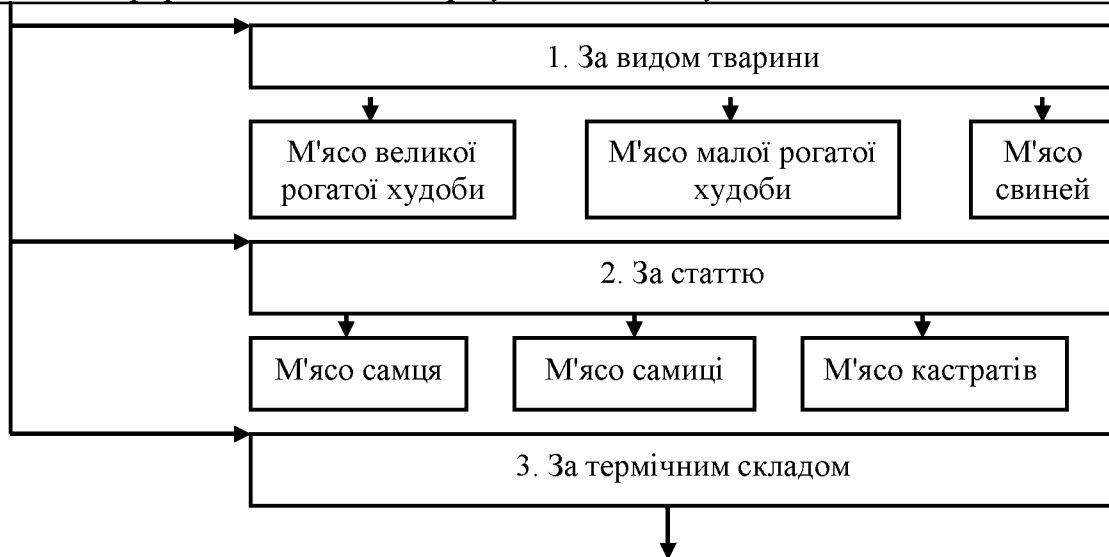 1. За видом тварини
М'ясо великої
рогатої худоби
М'ясо малої рогатої
худоби
М'ясо
свиней
2. За статтю
М'ясо самця
М'ясо самиці
М'ясо кастратів
3. За термічним складом